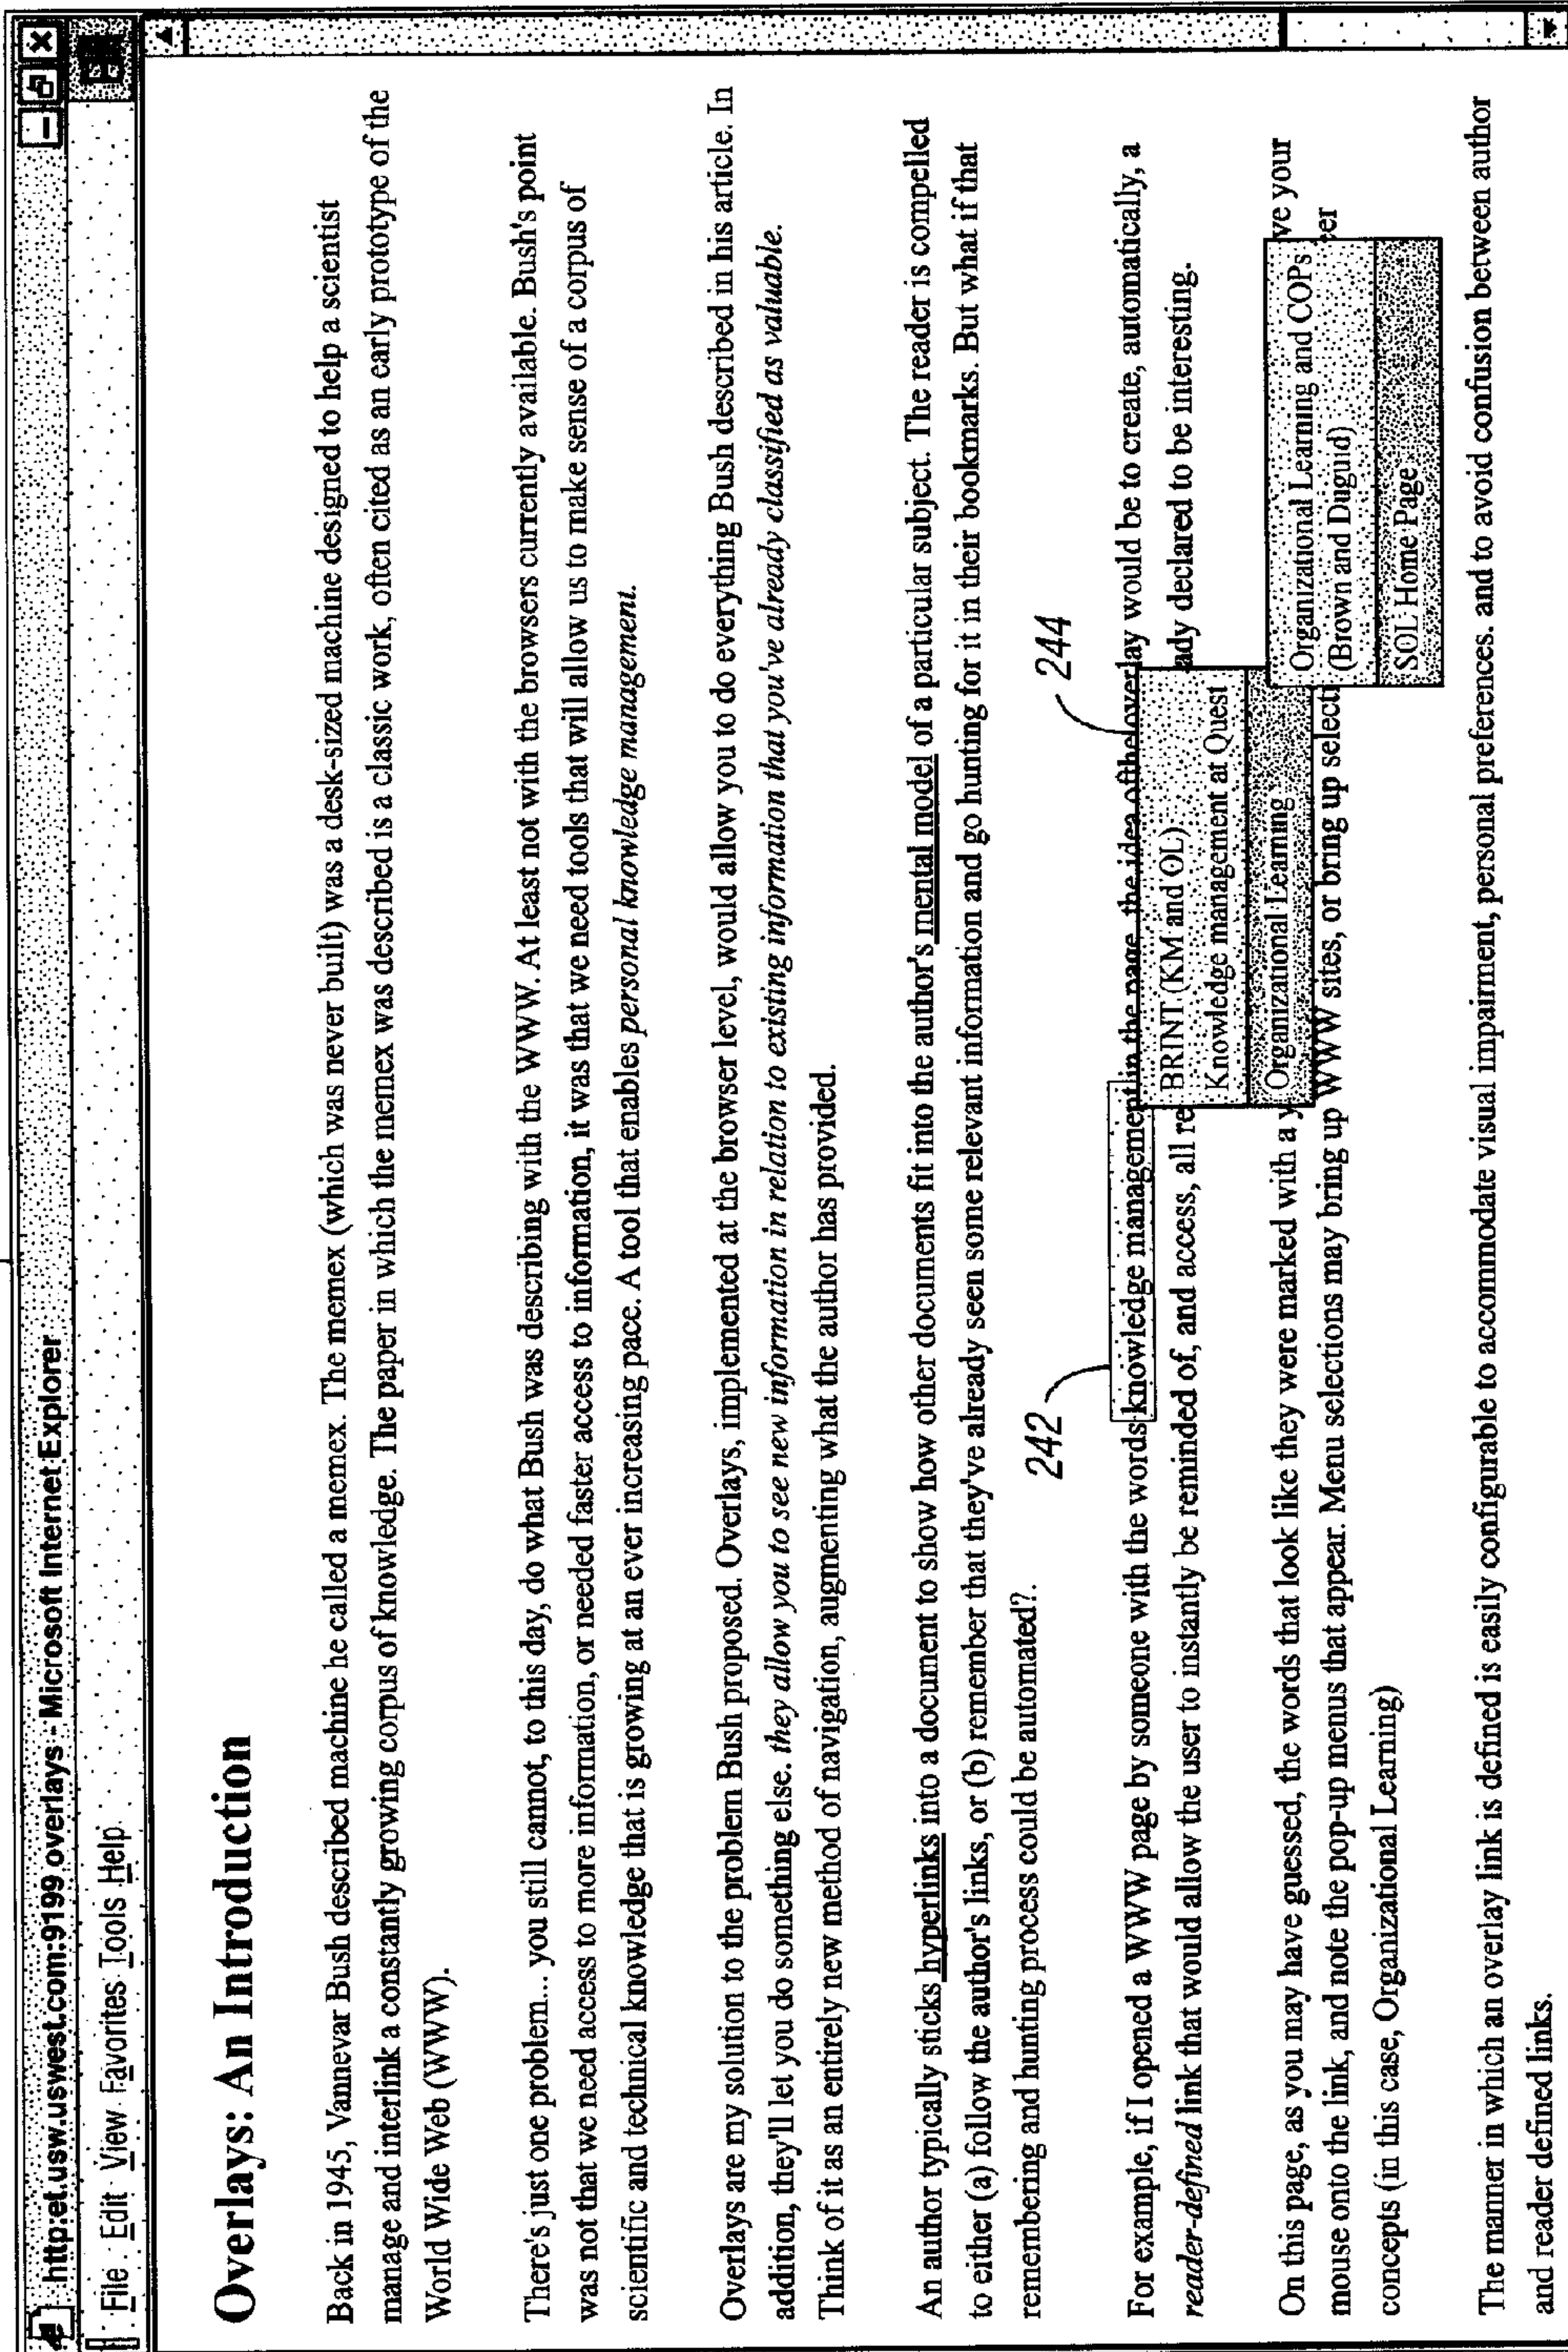 http:et.usw.uswest.com:9199 overlays - Microsoft Internet Explorer
File Edit View Favorites Tools Help
Overlays: An Introduction
Back in 1945, Vannevar Bush described machine he called a memex. The memex (which was never built) was a desk-sized machine designed to help a scientist
manage and interlink a constantly growing corpus of knowledge. The paper in which the memex was described is a classic work, often cited as an early prototype of the
World Wide Web (WWW).
There's just one problem... you still cannot, to this day, do what Bush was describing with the WWW. At least not with the browsers currently available. Bush's point
was not that we need access to more information, or needed faster access to information, it was that we need tools that will allow us to make sense of a corpus of
scientific and technical knowledge that is growing at an ever increasing pace. A tool that enables personal knowledge management.
Overlays are my solution to the problem Bush proposed. Overlays, implemented at the browser level, would allow you to do everything Bush described in his article. In
addition, they'll let you do something else. they allow you to see new information in relation to existing information that you've already classified as valuable.
Think of it as an entirely new method of navigation, augmenting what the author has provided.
An author typically sticks hyperlinks into a document to show how other documents fit into the author's mental model of a particular subject. The reader is compelled
to either (a) follow the author's links, or (b) remember that they've already seen some relevant information and go hunting for it in their bookmarks. But what if that
remembering and hunting process could be automated?.
242
244
For example, if I opened a WWW page by someone with the words knowledge management in the page, the idea of the overlay would be to create, automatically, a
reader-defined link that would allow the user to instantly be reminded of, and access, all re ady declared to be interesting.
BRINT (KM and OL)
Knowledge management at Quest
Organizational Learning
On this page, as you may have guessed, the words that look like they were marked with a y ve your
mouse onto the link, and note the pop-up menus that appear. Menu selections may bring up WWW sites, or bring up select er
concepts (in this case, Organizational Learning)
Organizational Learning and COPs
(Brown and Duguid)
SOL Home Page
The manner in which an overlay link is defined is easily configurable to accommodate visual impairment, personal preferences. and to avoid confusion between author
and reader defined links.